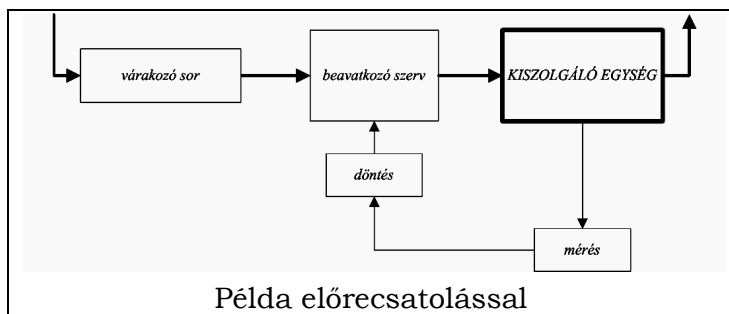 várakozó sor
beavatkozó szerv
KISZOLGÁLÓ EGYSÉG
döntés
mérés
Példa előrecsatolással